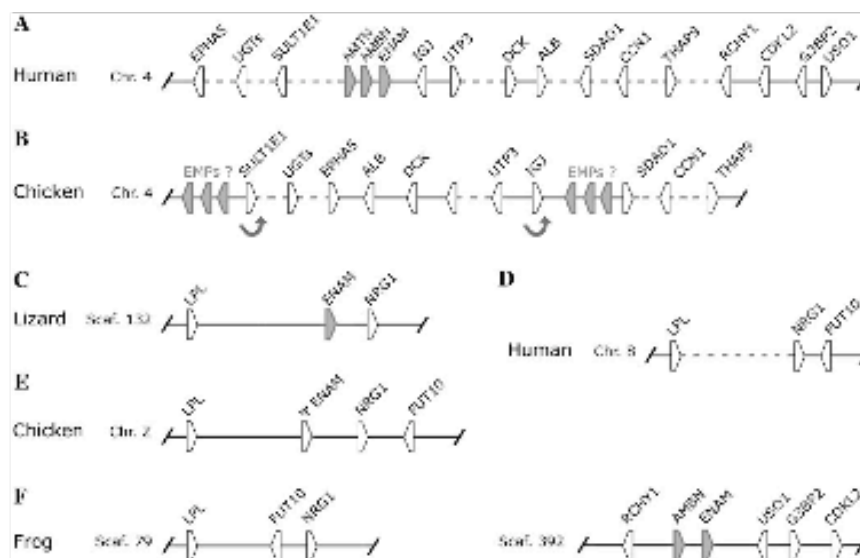 A
EPHA5 UGTs SULT1E1 AMTN AMBN ENAM IGJ UTP3 DCK ALB SDAD1 CCNI THAP9 RCHY1 CDKL2 G3BP2 USO1
Human Chr. 4
B
EMPs ? SULT1E1 UGTs EPHA5 ALB DCK UTP3 IGJ EMPs ? SDAD1 CCNI THAP9
Chicken Chr. 4
C
LPL ENAM NRG1
Lizard Scaf. 132
D
LPL NRG1 FUT10
Human Chr. 8
E
LPL Ψ ENAM NRG1 FUT10
Chicken Chr. 2
F
LPL FUT10 NRG1
Frog Scaf. 79
RCHY1 AMBN ENAM USO1 G3BP2 CDKL2
Scaf. 392